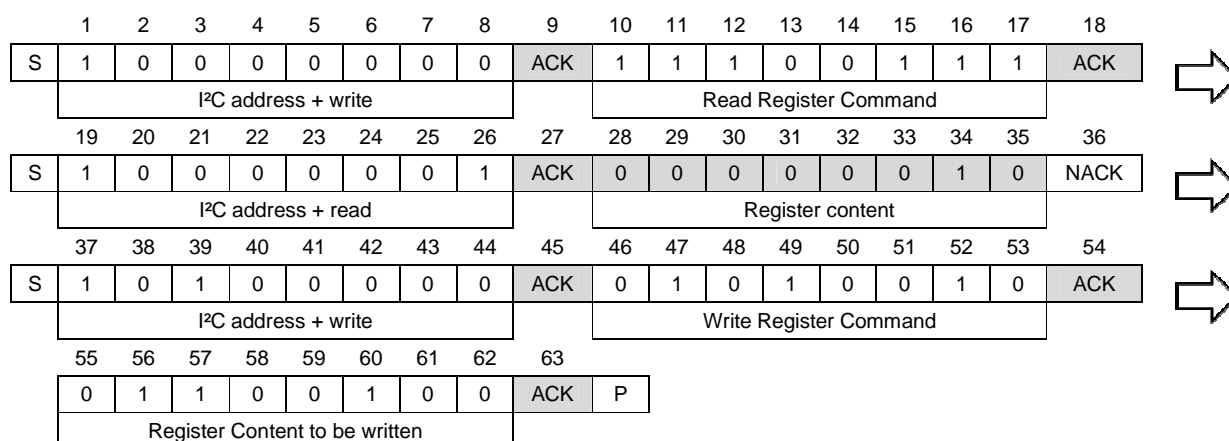 1 2 3 4 5 6 7 8 9 10 11 12 13 14 15 16 17 18
S 1 0 0 0 0 0 0 0 ACK 1 1 1 0 0 1 1 1 ACK
I²C address + write Read Register Command
19 20 21 22 23 24 25 26 27 28 29 30 31 32 33 34 35 36
S 1 0 0 0 0 0 0 1 ACK 0 0 0 0 0 0 1 0 NACK
I²C address + read Register content
37 38 39 40 41 42 43 44 45 46 47 48 49 50 51 52 53 54
S 1 0 1 0 0 0 0 0 ACK 0 1 0 1 0 0 1 0 ACK
I²C address + write Write Register Command
55 56 57 58 59 60 61 62 63
0 1 1 0 0 1 0 0 ACK P
Register Content to be written